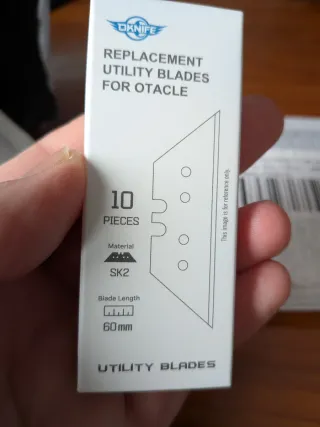 OKNIFE
REPLACEMENT
UTILITY BLADES
FOR OTACLE
10
PIECES
Material
SK2
Blade Length
60mm
This image is for reference only.
UTILITY BLADES